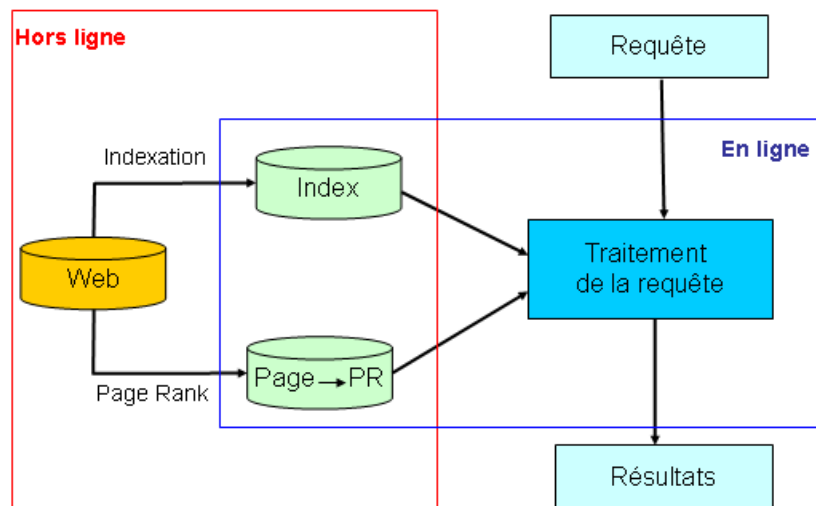 Hors ligne
Requête
Indexation
En ligne
Index
Traitement
de la requête
Web
Page → PR
Page Rank
Résultats